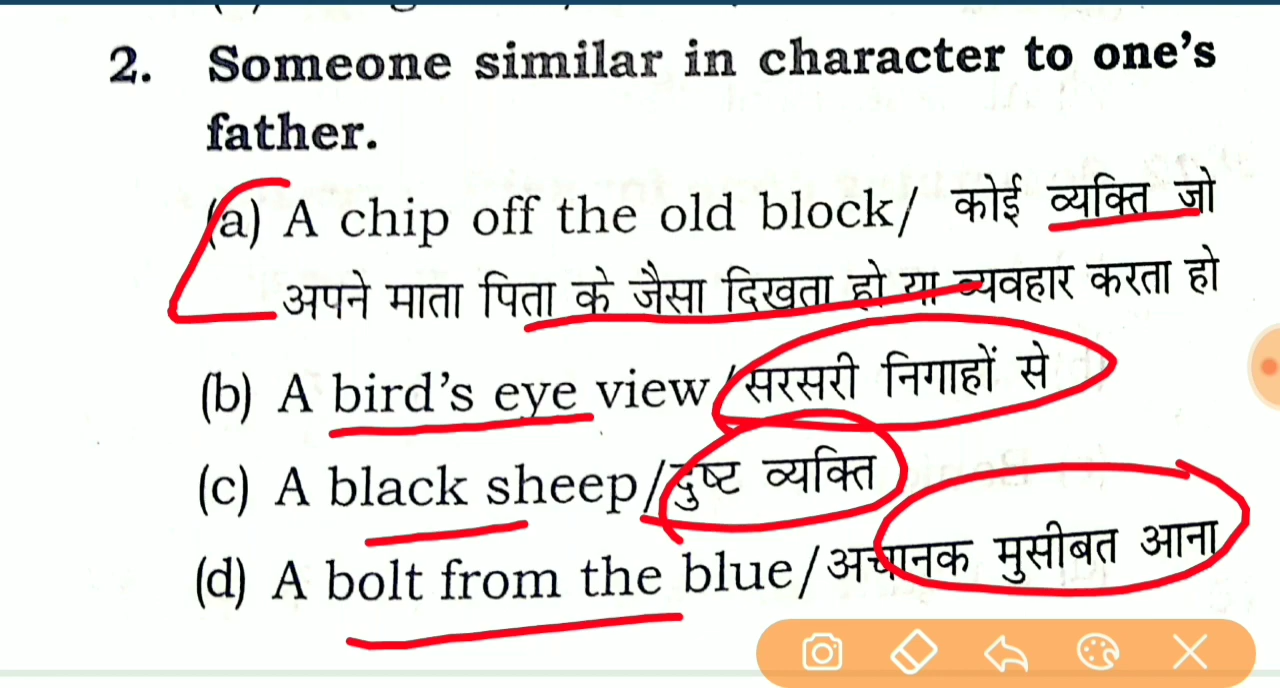 2. Someone similar in character to one's
father.
(a) A chip off the old block/ कोई व्यक्ति जो
अपने माता पिता के जैसा दिखता हो या व्यवहार करता हो
(b) A bird's eye view/सरसरी निगाहों से
(c) A black sheep/दुष्ट व्यक्ति
(d) A bolt from the blue/अचानक मुसीबत आना